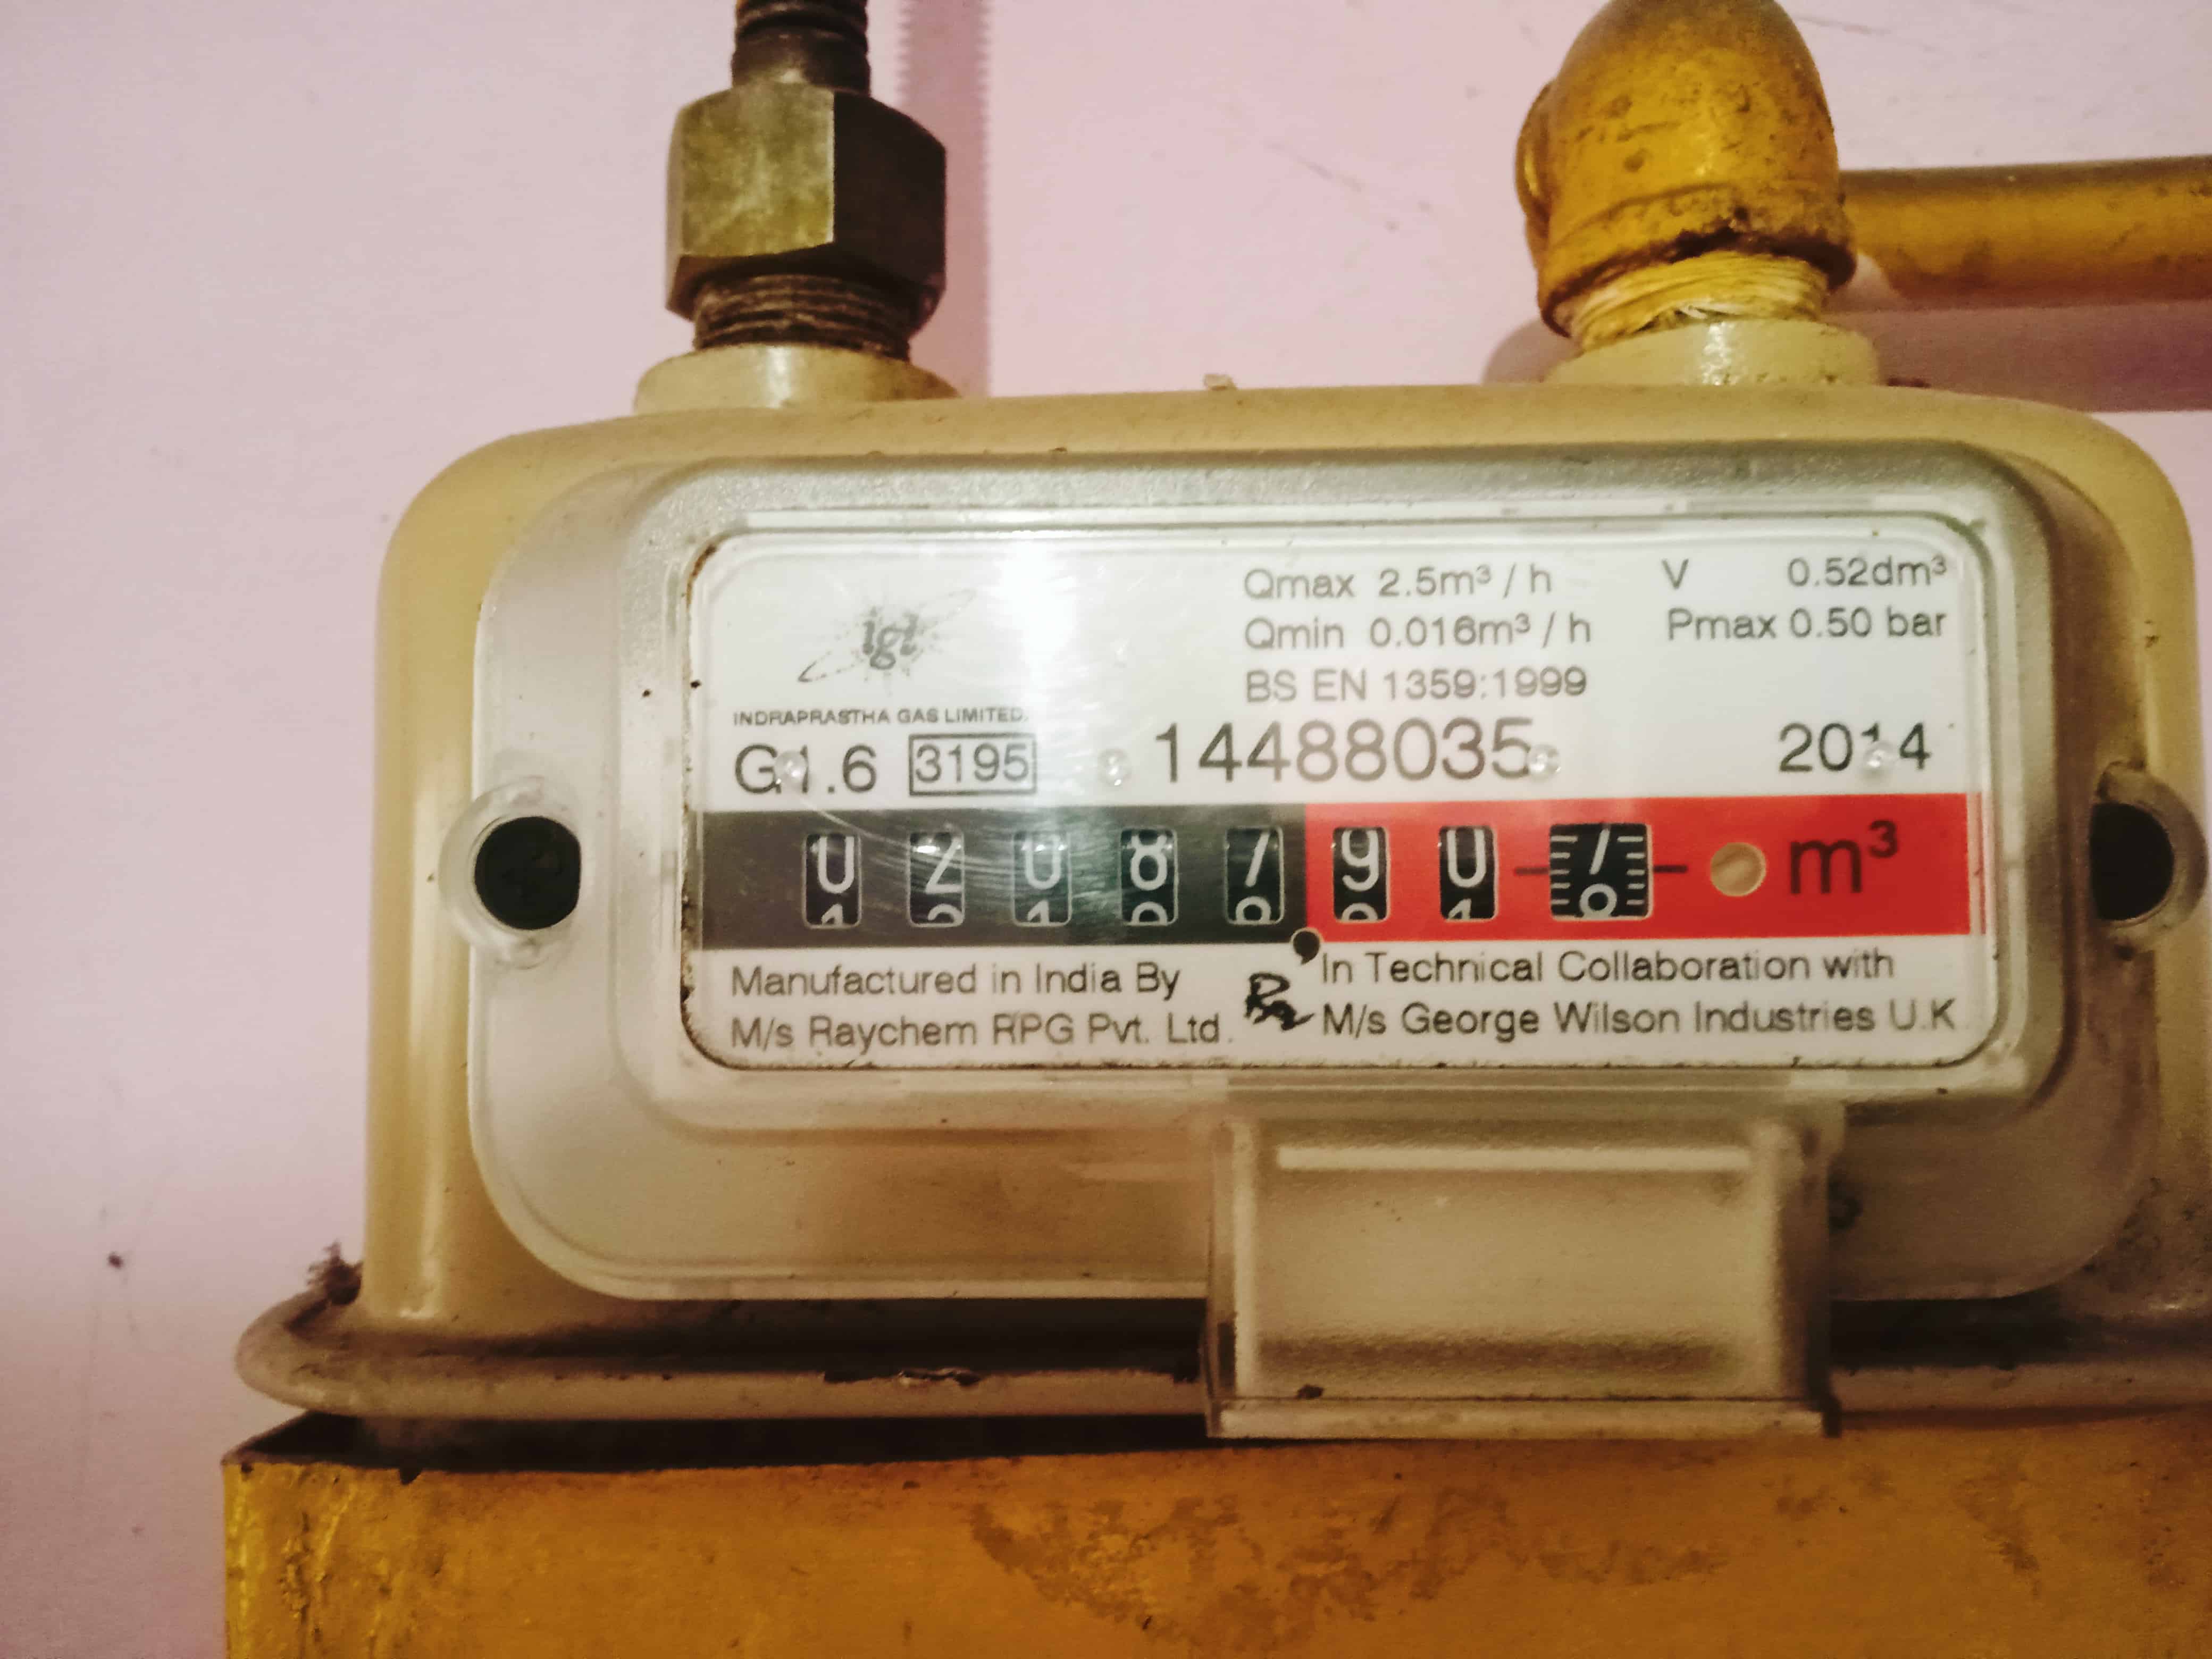 igl
INDRAPRASTHA GAS LIMITED.
G1.6 3195
Qmax 2.5m³ / h V 0.52dm³
Qmin 0.016m³ / h Pmax 0.50 bar
BS EN 1359:1999
14488035 2014
0 2 0 8 7 9 0 7 m³
Manufactured in India By
M/s Raychem RPG Pvt. Ltd.
In Technical Collaboration with
M/s George Wilson Industries U.K